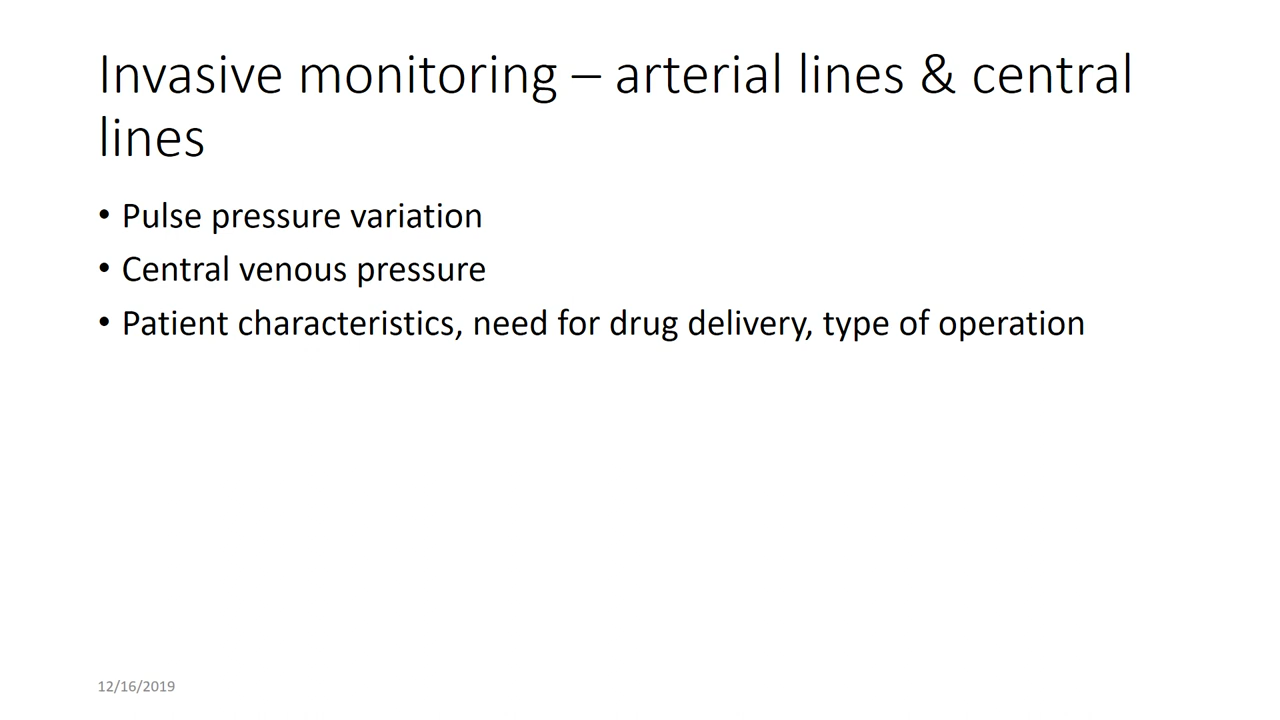 Invasive monitoring – arterial lines & central
lines
• Pulse pressure variation
• Central venous pressure
• Patient characteristics, need for drug delivery, type of operation
12/16/2019